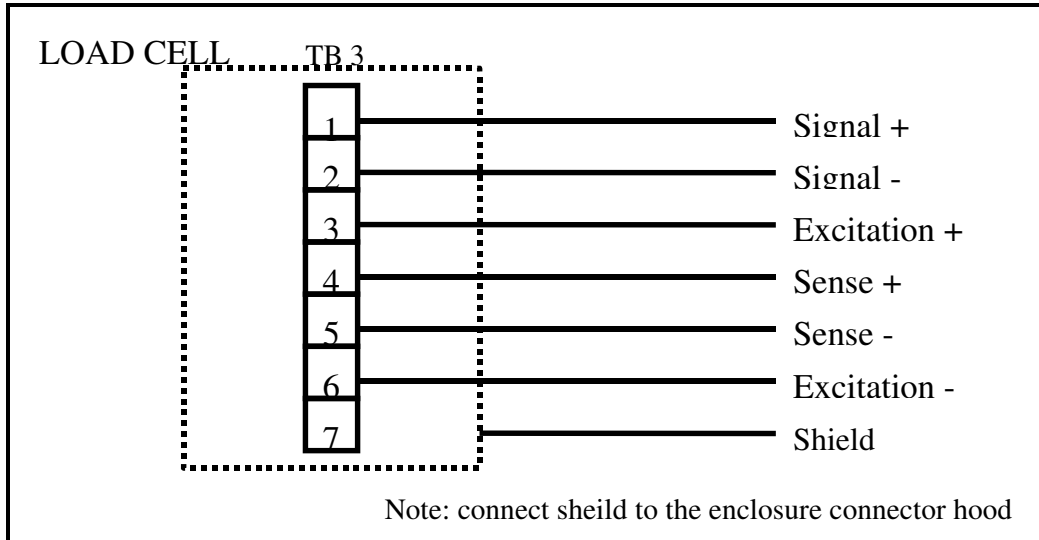 LOAD CELL TB 3
1 Signal +
2 Signal -
3 Excitation +
4 Sense +
5 Sense -
6 Excitation -
7 Shield
Note: connect sheild to the enclosure connector hood